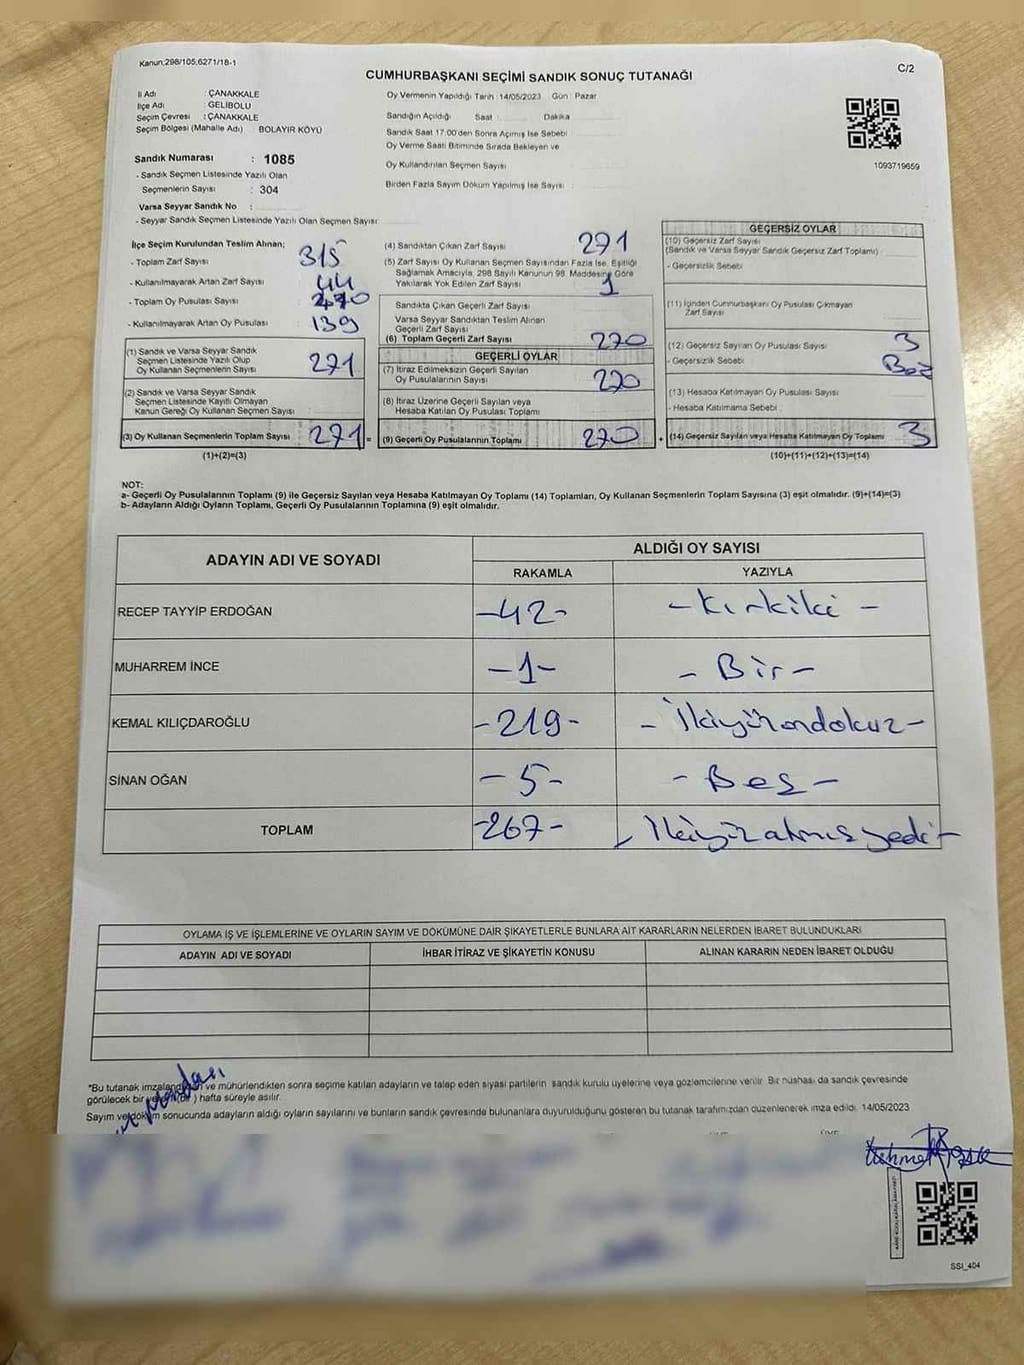 Kanun;298/105,6271/18-1
CUMHURBAŞKANI SEÇİMİ SANDIK SONUÇ TUTANAĞI
C/2
İl Adı : ÇANAKKALE
İlçe Adı : GELİBOLU
Seçim Çevresi : ÇANAKKALE
Seçim Bölgesi (Mahalle Adı) : BOLAYIR KÖYÜ
Sandık Numarası : 1085
- Sandık Seçmen Listesinde Yazılı Olan
Seçmenlerin Sayısı : 304
Varsa Seyyar Sandık No :
- Seyyar Sandık Seçmen Listesinde Yazılı Olan Seçmen Sayısı:
Oy Vermenin Yapıldığı Tarih : 14/05/2023 Gün : Pazar
Sandığın Açıldığı Saat Dakika
Sandık Saat 17:00'den Sonra Açımış İse Sebebi
Oy Verme Saati Bitiminde Sırada Bekleyen ve
Oy Kullandırılan Seçmen Sayısı
Birden Fazla Sayım Döküm Yapılmış İse Sayısı :
1093719659
İlçe Seçim Kurulundan Teslim Alınan;
- Toplam Zarf Sayısı 315
- Kullanılmayarak Artan Zarf Sayısı 44
- Toplam Oy Pusulası Sayısı
- Kullanılmayarak Artan Oy Pusulası 139
(1) Sandık ve Varsa Seyyar Sandık
Seçmen Listesinde Yazılı Olup
Oy Kullanan Seçmenlerin Sayısı 271
(2) Sandık ve Varsa Seyyar Sandık
Seçmen Listesinde Kayıtlı Olmayan
Kanun Gereği Oy Kullanan Seçmen Sayısı
(3) Oy Kullanan Seçmenlerin Toplam Sayısı 271 =
(1)+(2)=(3)
(4) Sandıktan Çıkan Zarf Sayısı 271
(5) Zarf Sayısı Oy Kullanan Seçmen Sayısından Fazla İse, Eşitliği
Sağlamak Amacıyla, 298 Sayılı Kanunun 98. Maddesine Göre
Yakılarak Yok Edilen Zarf Sayısı 1
Sandıkta Çıkan Geçerli Zarf Sayısı
Varsa Seyyar Sandıktan Teslim Alınan
Geçerli Zarf Sayısı
(6) Toplam Geçerli Zarf Sayısı 270
GEÇERLİ OYLAR
(7) İtiraz Edilmeksizin Geçerli Sayılan
Oy Pusulalarının Sayısı 270
(8) İtiraz Üzerine Geçerli Sayılan veya
Hesaba Katılan Oy Pusulası Toplamı
(9) Geçerli Oy Pusulalarının Toplamı 270 +
GEÇERSİZ OYLAR
(10) Geçersiz Zarf Sayısı
(Sandık ve Varsa Seyyar Sandık Geçersiz Zarf Toplamı)
- Geçersizlik Sebebi
(11) İçinden Cumhurbaşkanı Oy Pusulası Çıkmayan
Zarf Sayısı
(12) Geçersiz Sayılan Oy Pusulası Sayısı 3
- Geçersizlik Sebebi
(13) Hesaba Katılmayan Oy Pusulası Sayısı
- Hesaba Katılmama Sebebi
(14) Geçersiz Sayılan veya Hesaba Katılmayan Oy Toplamı 3
(10)+(11)+(12)+(13)=(14)
NOT:
a- Geçerli Oy Pusulalarının Toplamı (9) ile Geçersiz Sayılan veya Hesaba Katılmayan Oy Toplamı (14) Toplamları, Oy Kullanan Seçmenlerin Toplam Sayısına (3) eşit olmalıdır. (9)+(14)=(3)
b- Adayların Aldığı Oyların Toplamı, Geçerli Oy Pusulalarının Toplamına (9) eşit olmalıdır.
ADAYIN ADI VE SOYADI ALDIĞI OY SAYISI
RAKAMLA YAZIYLA
RECEP TAYYİP ERDOĞAN -42- - Kırkiki -
MUHARREM İNCE -1- - Bir -
KEMAL KILIÇDAROĞLU -219- - İkiyüzondokuz -
SİNAN OĞAN -5- - Beş -
TOPLAM -267- - İkiyüzatmışyedi -
OYLAMA İŞ VE İŞLEMLERİNE VE OYLARIN SAYIM VE DÖKÜMÜNE DAİR ŞİKAYETLERLE BUNLARA AİT KARARLARIN NELERDEN İBARET BULUNDUKLARI
ADAYIN ADI VE SOYADI İHBAR İTİRAZ VE ŞİKAYETİN KONUSU ALINAN KARARIN NEDEN İBARET OLDUĞU
*Bu tutanak imzalandıktan ve mühürlendikten sonra seçime katılan adayların ve talep eden siyasi partilerin sandık kurulu üyelerine veya gözlemcilerine verilir. Bir nüshası da sandık çevresinde
görülecek bir yere (bir) hafta süreyle asılır.
Sayım ve döküm sonucunda adayların aldığı oyların sayılarını ve bunların sandık çevresinde bulunanlara duyurulduğunu gösteren bu tutanak tarafımızdan düzenlenerek imza edildi. 14/05/2023
SSI_404